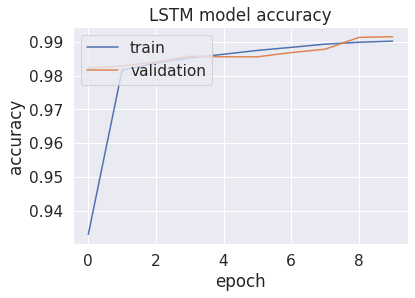 LSTM model accuracy
0.99
0.98
0.97
0.96
0.95
0.94
accuracy
train
validation
0 2 4 6 8
epoch